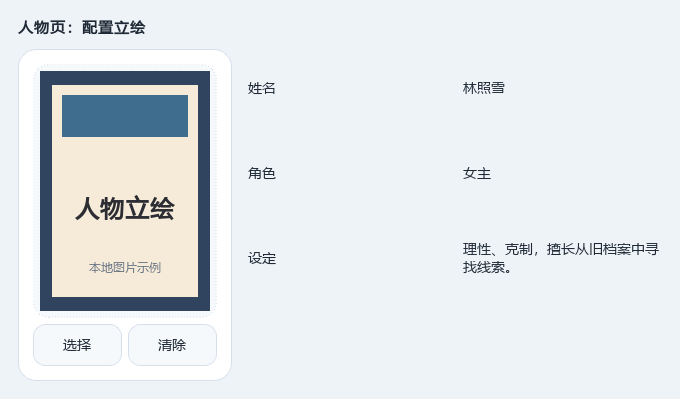 人物页：配置立绘
人物立绘
本地图片示例
选择
清除
姓名
林照雪
角色
女主
设定
理性、克制，擅长从旧档案中寻
找线索。